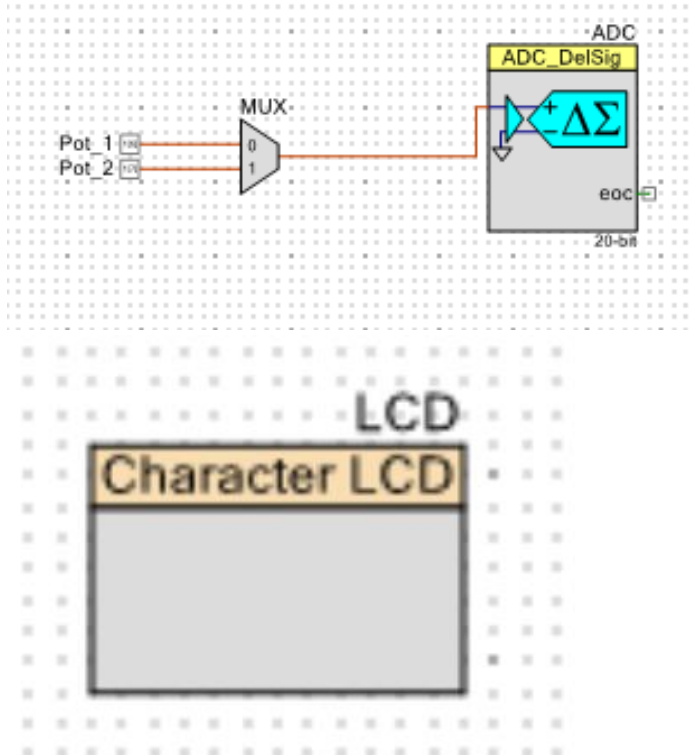 ADC
ADC_DelSig
MUX
+
ΔΣ
-
Pot_1
0
Pot_2
1
eoc
20-bit
LCD
Character LCD